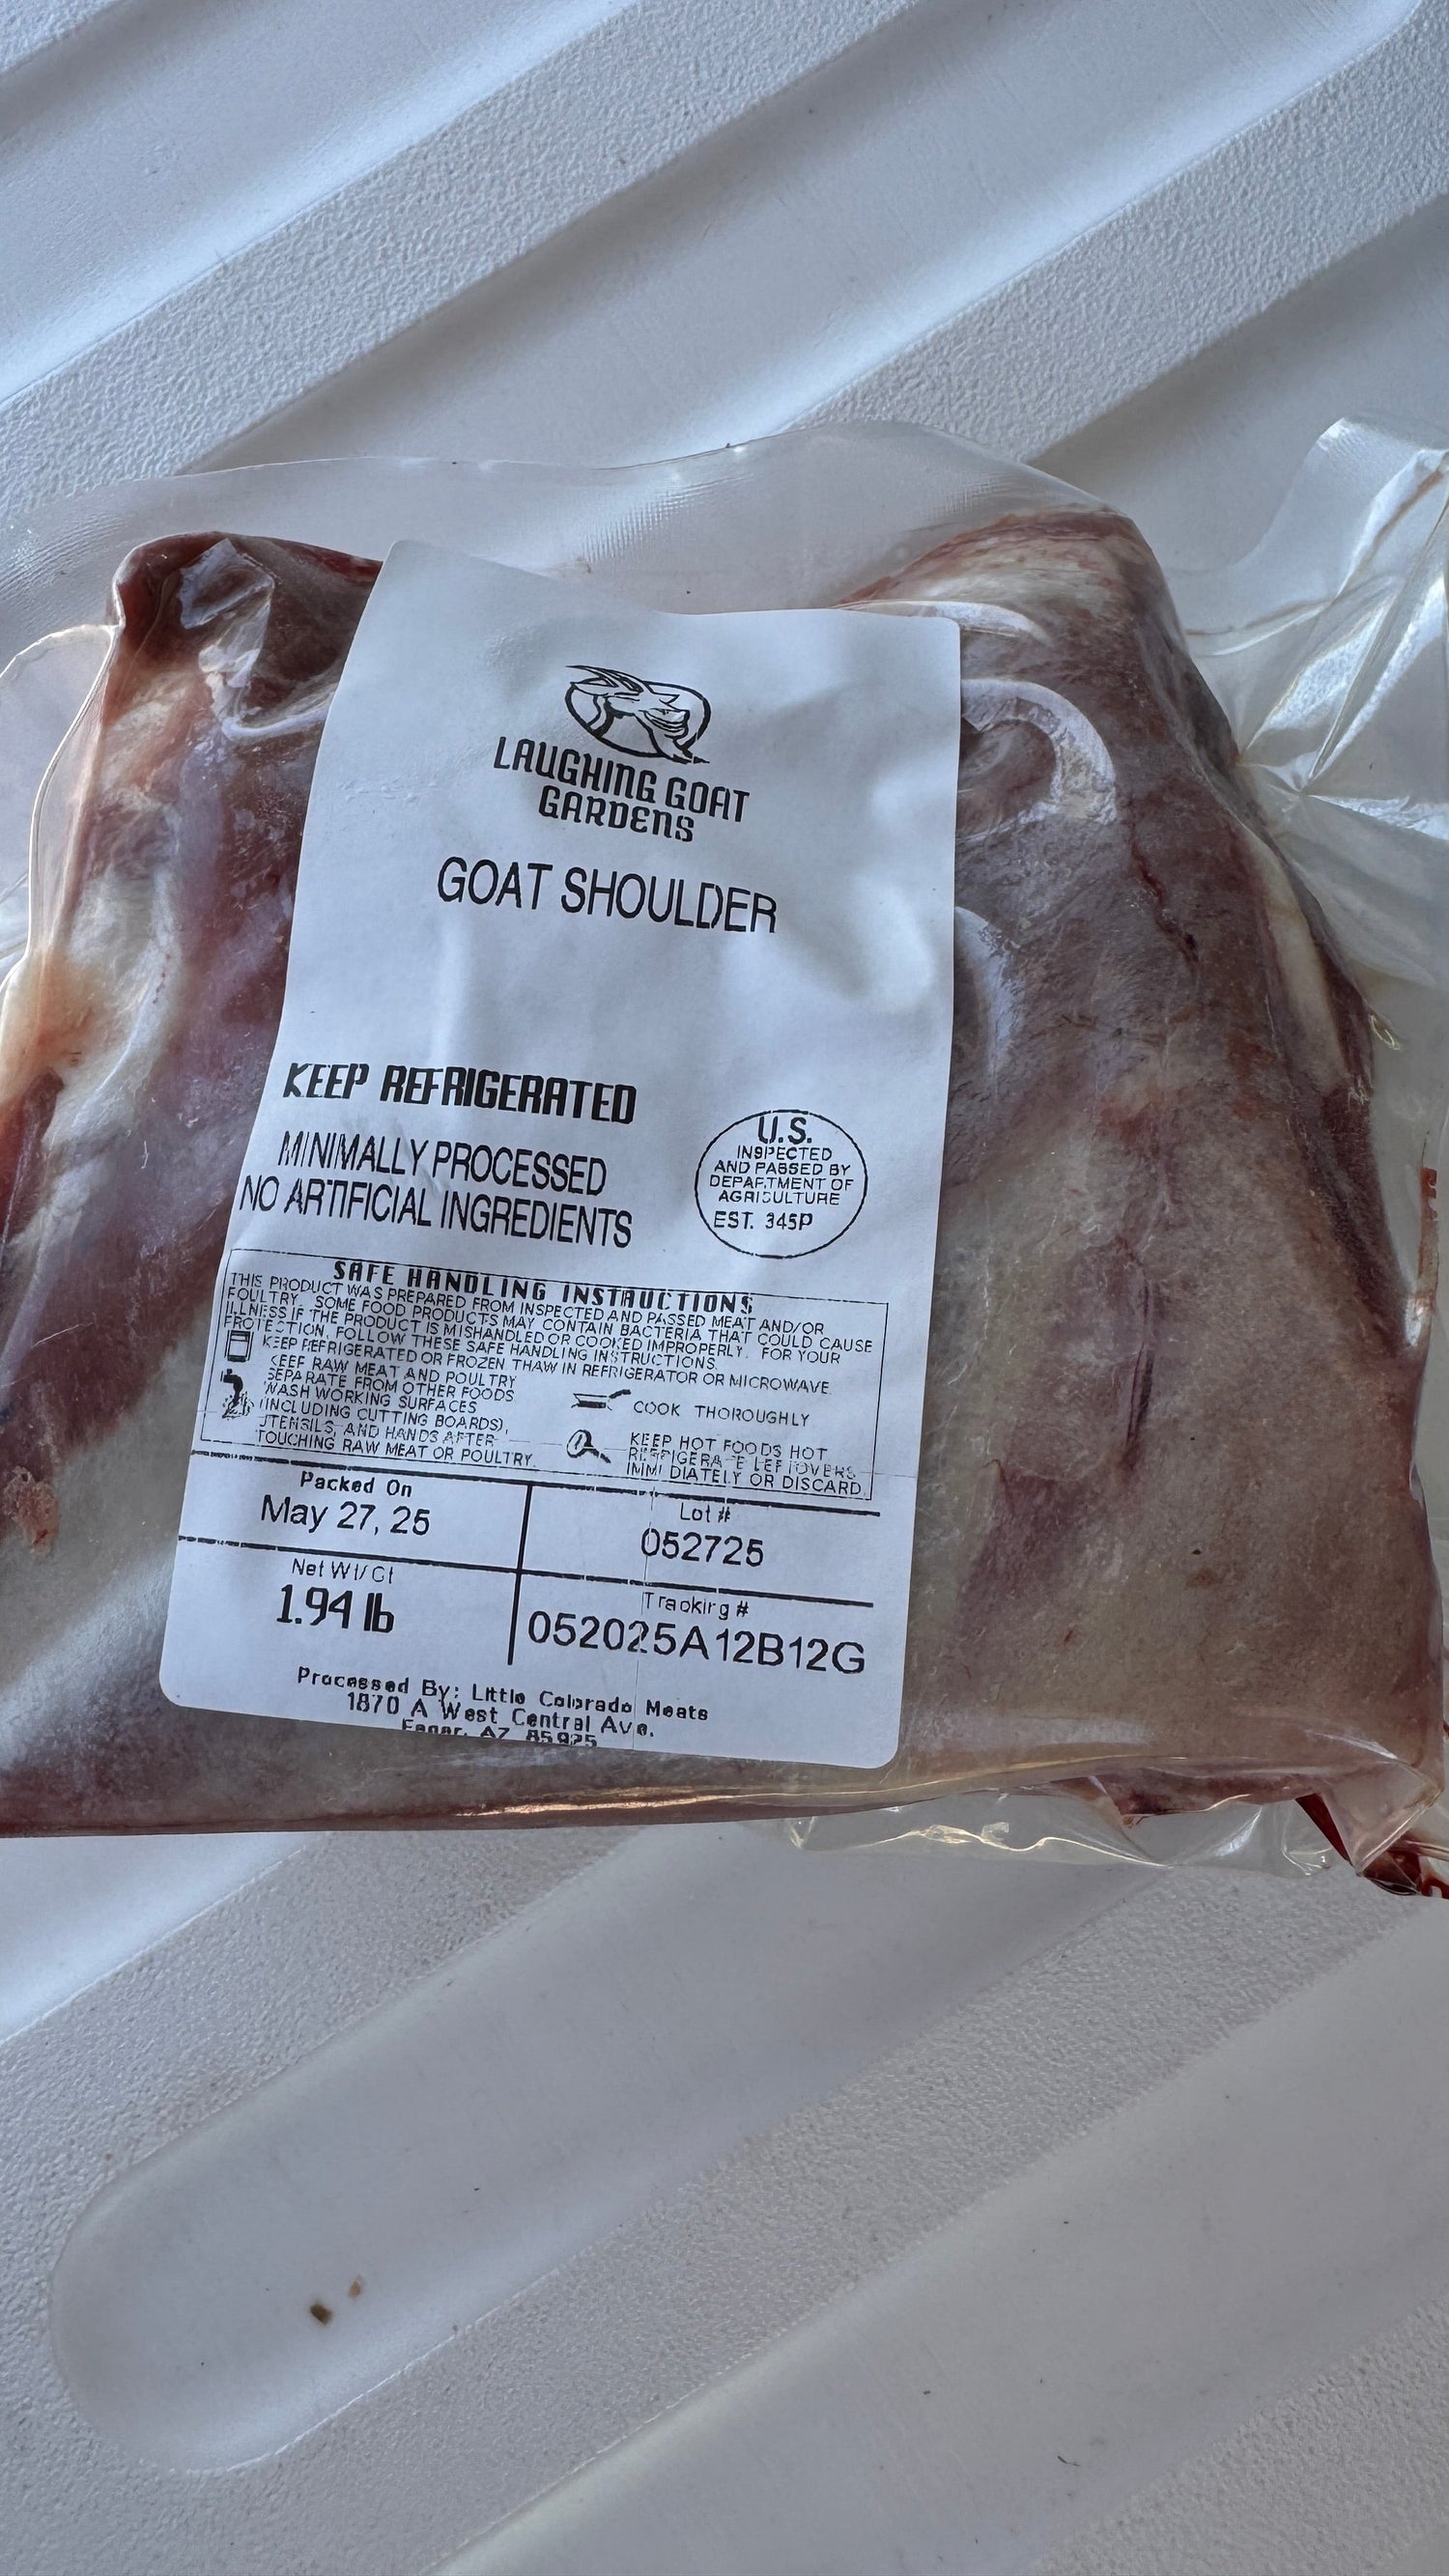 LAUGHING GOAT
GARDENS
GOAT SHOULDER
KEEP REFRIGERATED
MINIMALLY PROCESSED
NO ARTIFICIAL INGREDIENTS
U.S.
INSPECTED
AND PASSED BY
DEPARTMENT OF
AGRICULTURE
EST. 345P
SAFE HANDLING INSTRUCTIONS
THIS PRODUCT WAS PREPARED FROM INSPECTED AND PASSED MEAT AND/OR
POULTRY. SOME FOOD PRODUCTS MAY CONTAIN BACTERIA THAT COULD CAUSE
ILLNESS IF THE PRODUCT IS MISHANDLED OR COOKED IMPROPERLY. FOR YOUR
PROTECTION, FOLLOW THESE SAFE HANDLING INSTRUCTIONS.
KEEP REFRIGERATED OR FROZEN THAW IN REFRIGERATOR OR MICROWAVE.
KEEP RAW MEAT AND POULTRY
SEPARATE FROM OTHER FOODS
WASH WORKING SURFACES
(INCLUDING CUTTING BOARDS),
UTENSILS, AND HANDS AFTER
TOUCHING RAW MEAT OR POULTRY.
COOK THOROUGHLY
KEEP HOT FOODS HOT
REFRIGERATE LEFTOVERS
IMMEDIATELY OR DISCARD.
Packed On
May 27, 25
Lot #
052725
Net Wt/Ct
1.94 lb
Tracking #
052025A12B12G
Processed By: Little Colorado Meats
1870 A West Central Ave.
Eagar, AZ 85925